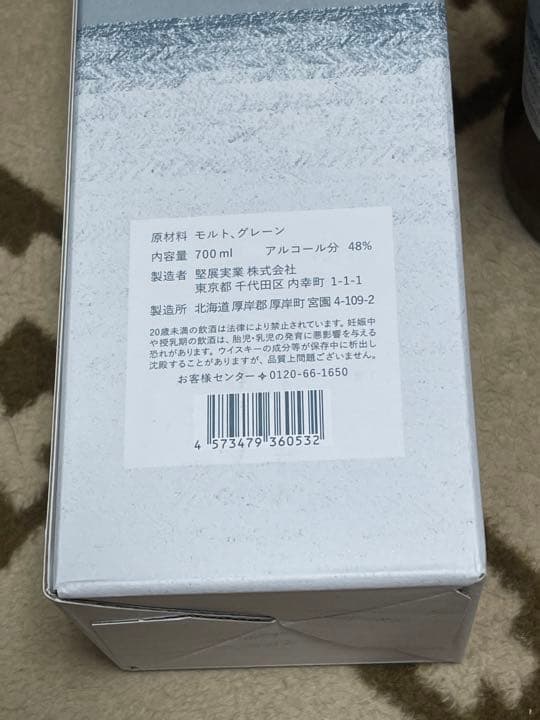 原材料 モルト、グレーン
内容量 700 ml アルコール分 48%
製造者 堅展実業 株式会社
東京都 千代田区 内幸町 1-1-1
製造所 北海道 厚岸郡 厚岸町 宮園 4-109-2
20歳未満の飲酒は法律により禁止されています。妊娠中
や授乳期の飲酒は、胎児・乳児の発育に悪影響を与える
恐れがあります。ウイスキーの成分等が保存中に析出し
沈殿することがありますが、品質上問題ございません。
お客様センター 0120-66-1650
4 573479 360532